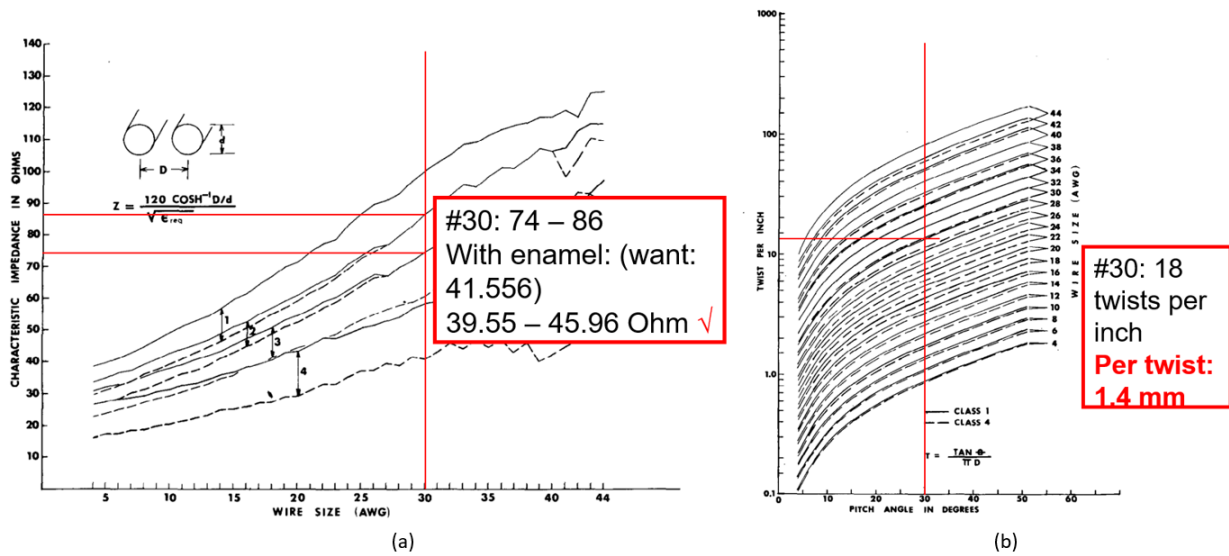 140
130
120
110
100
90
80
70
60
50
40
30
20
10
CHARACTERISTIC IMPEDANCE IN OHMS
d
D
Z = 120 COSH⁻¹D/d
√ϵreq
1
2
3
4
5 10 15 20 25 30 35 40 44
WIRE SIZE (AWG)
#30: 74 – 86
With enamel: (want:
41.556)
39.55 – 45.96 Ohm √
(a)
1000
100
10
1.0
0.1
TWIST PER INCH
44
42
40
38
36
34
32
30
28
26
24
22
20
18
16
14
12
10
8
6
4
WIRE SIZE (AWG)
CLASS 1
CLASS 4
T = TAN Θ
Π D
0 10 20 30 40 50 60
PITCH ANGLE IN DEGREES
#30: 18
twists per
inch
Per twist:
1.4 mm
(b)